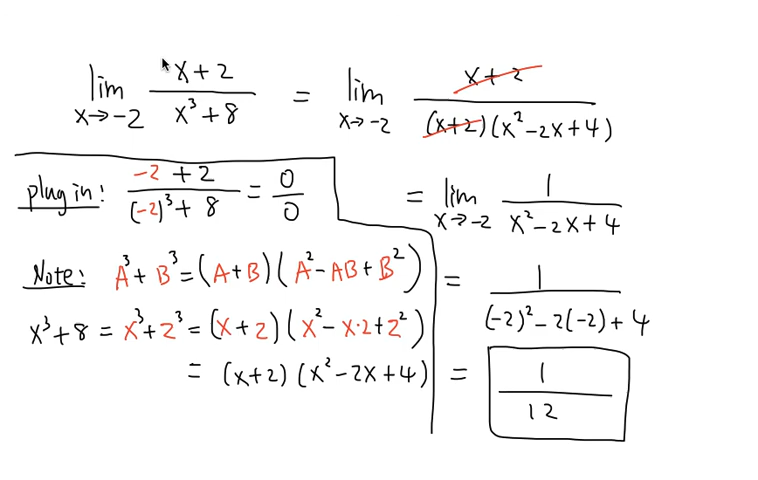 lim x→-2 (x+2)/(x³+8) = lim x→-2 (x+2)/((x+2)(x²-2x+4))
plug in: (-2+2)/((-2)³+8) = 0/0
Note: A³+B³=(A+B)(A²-AB+B²)
x³+8 = x³+2³ = (x+2)(x²-x·2+2²)
= (x+2)(x²-2x+4)
= lim x→-2 1/(x²-2x+4)
= 1/((-2)²-2(-2)+4)
= 1/12